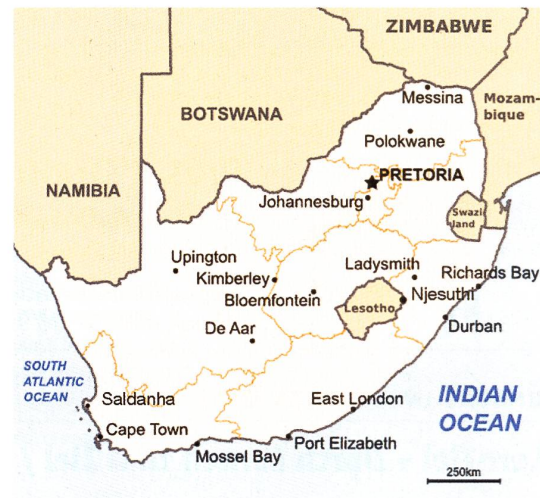 ZIMBABWE
Messina
Mozam-
bique
BOTSWANA
Polokwane
PRETORIA
NAMIBIA
Johannesburg
Swazi
land
Upington
Ladysmith
Kimberley
Richards Bay
Bloemfontein
Njesuthi
Lesotho
Durban
De Aar
SOUTH
ATLANTIC
OCEAN
Saldanha
East London
INDIAN
OCEAN
Cape Town
Port Elizabeth
Mossel Bay
250km